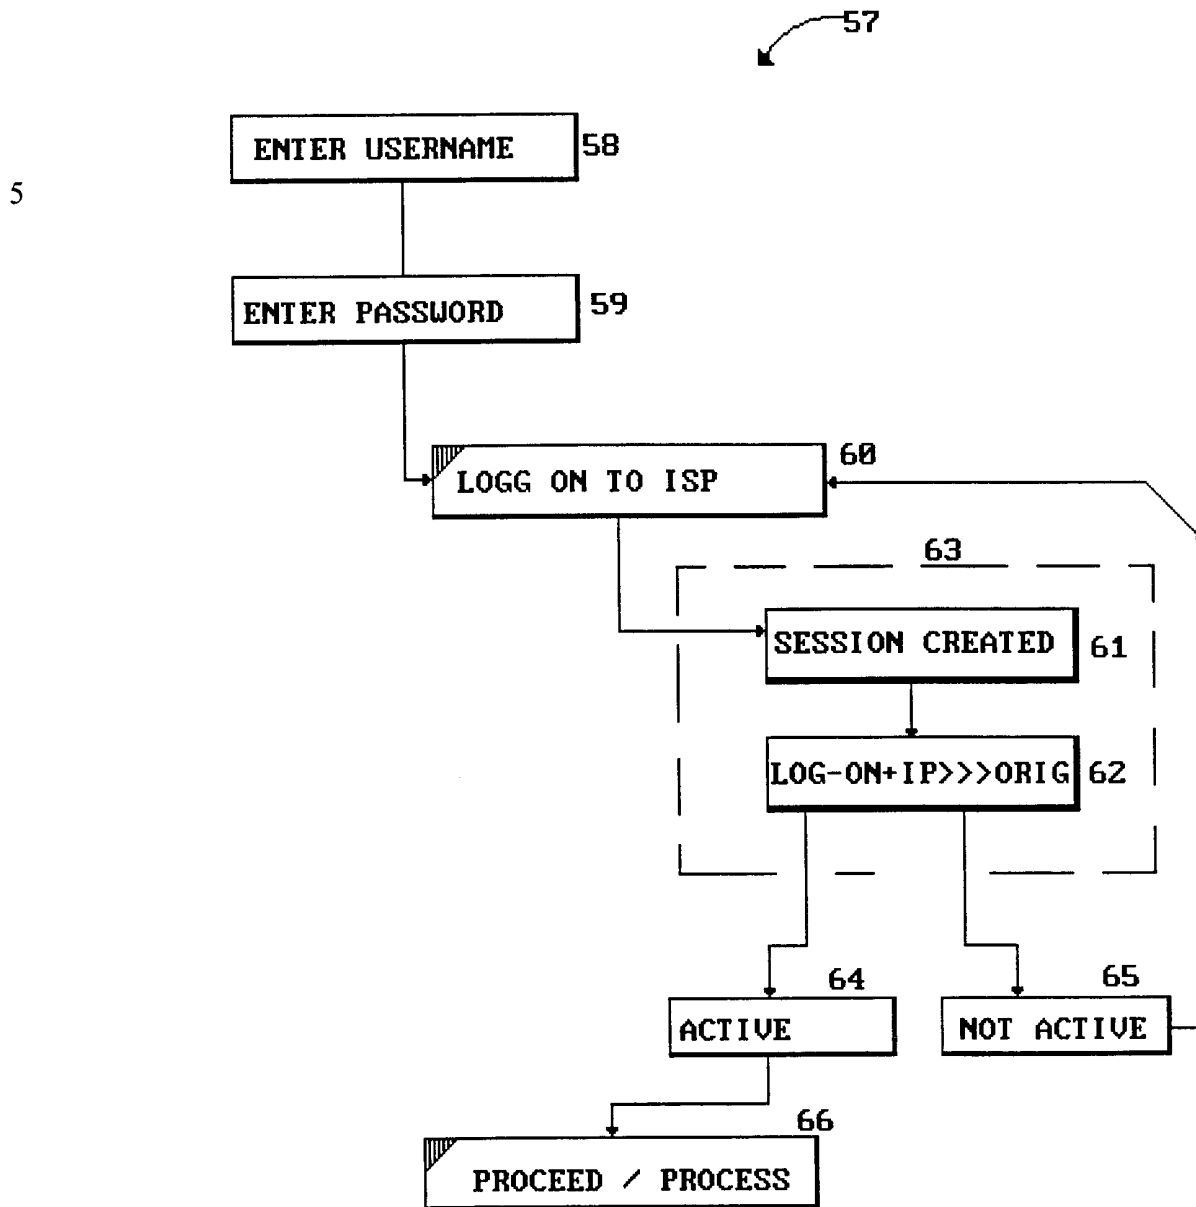 57
ENTER USERNAME 58
5
ENTER PASSWORD 59
60
LOGG ON TO ISP
63
SESSION CREATED 61
LOG-ON+IP>>>ORIG 62
64
65
ACTIVE
NOT ACTIVE
66
PROCEED / PROCESS